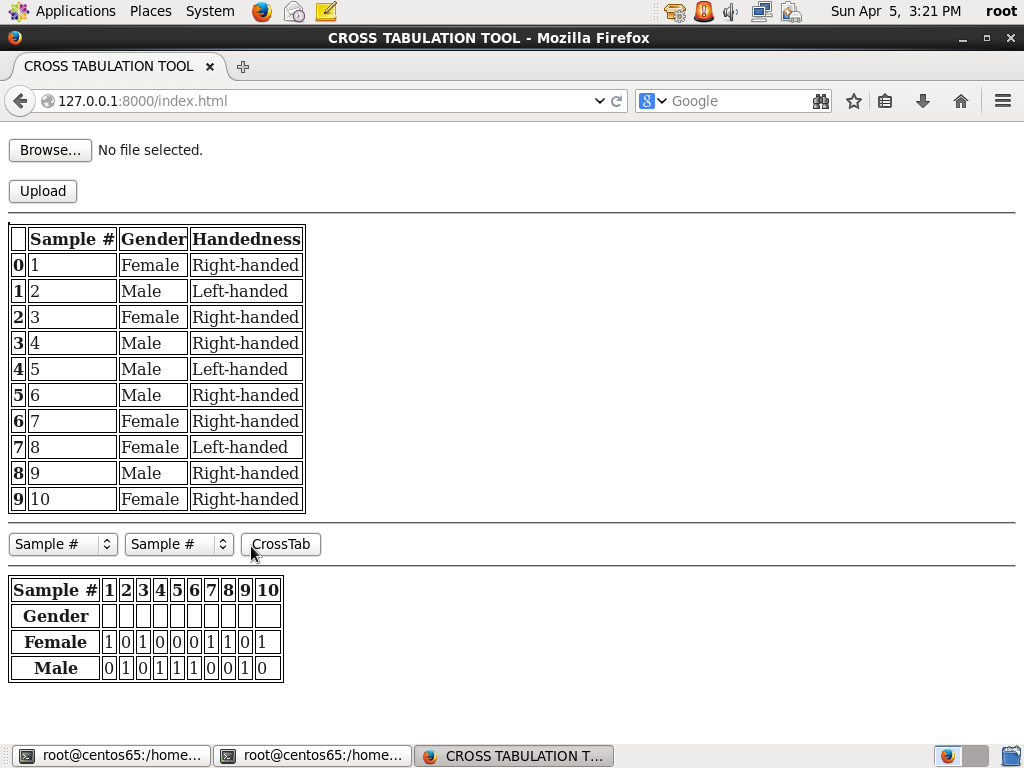 Applications Places System Sun Apr 5, 3:21 PM root
CROSS TABULATION TOOL - Mozilla Firefox
CROSS TABULATION TOOL
127.0.0.1:8000/index.html Google
Browse... No file selected.
Upload
Sample # Gender Handedness
0 1 Female Right-handed
1 2 Male Left-handed
2 3 Female Right-handed
3 4 Male Right-handed
4 5 Male Left-handed
5 6 Male Right-handed
6 7 Female Right-handed
7 8 Female Left-handed
8 9 Male Right-handed
9 10 Female Right-handed
Sample # Sample # CrossTab
Sample # 1 2 3 4 5 6 7 8 9 10
Gender
Female 1 0 1 0 0 0 1 1 0 1
Male 0 1 0 1 1 1 0 0 1 0
root@centos65:/home... root@centos65:/home... CROSS TABULATION T...